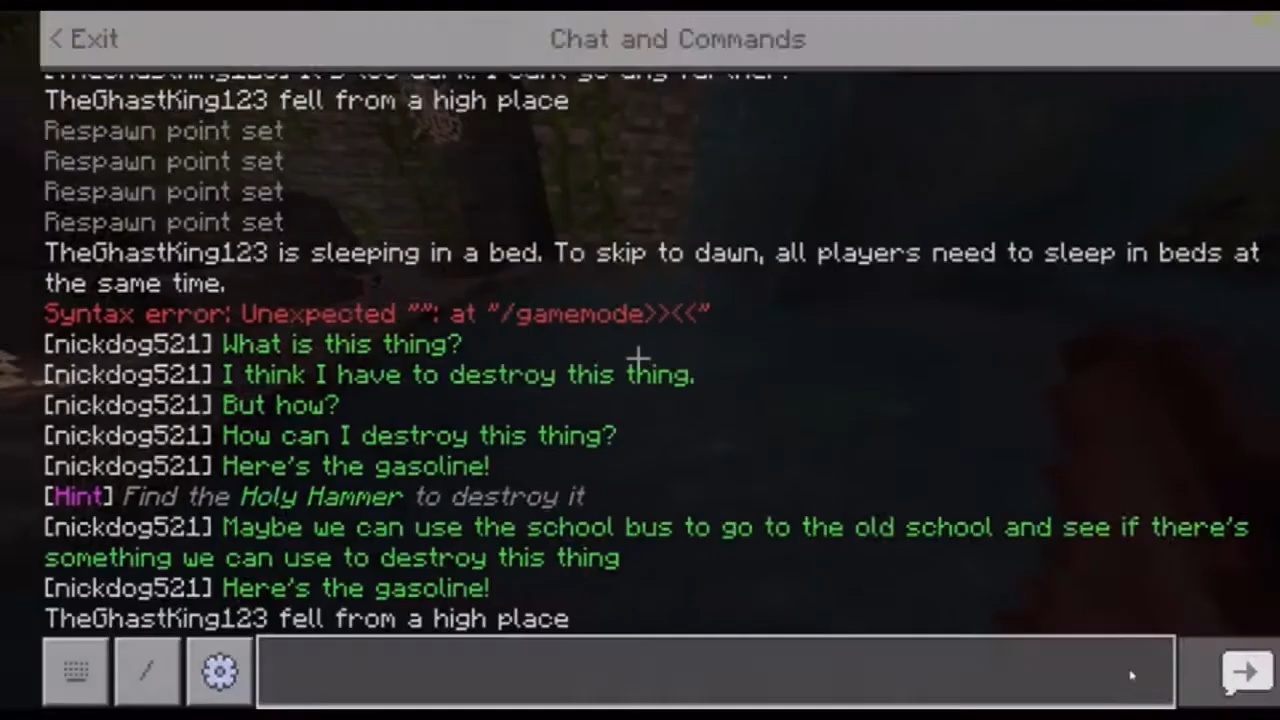 < Exit
Chat and Commands
TheGhastKing123 fell from a high place
Respawn point set
Respawn point set
Respawn point set
Respawn point set
TheGhastKing123 is sleeping in a bed. To skip to dawn, all players need to sleep in beds at
the same time.
Syntax error: Unexpected "": at "/gamemode>><<"
[nickdog521] What is this thing?
[nickdog521] I think I have to destroy this thing.
[nickdog521] But how?
[nickdog521] How can I destroy this thing?
[nickdog521] Here's the gasoline!
[Hint] Find the Holy Hammer to destroy it
[nickdog521] Maybe we can use the school bus to go to the old school and see if there's
something we can use to destroy this thing
[nickdog521] Here's the gasoline!
TheGhastKing123 fell from a high place
/